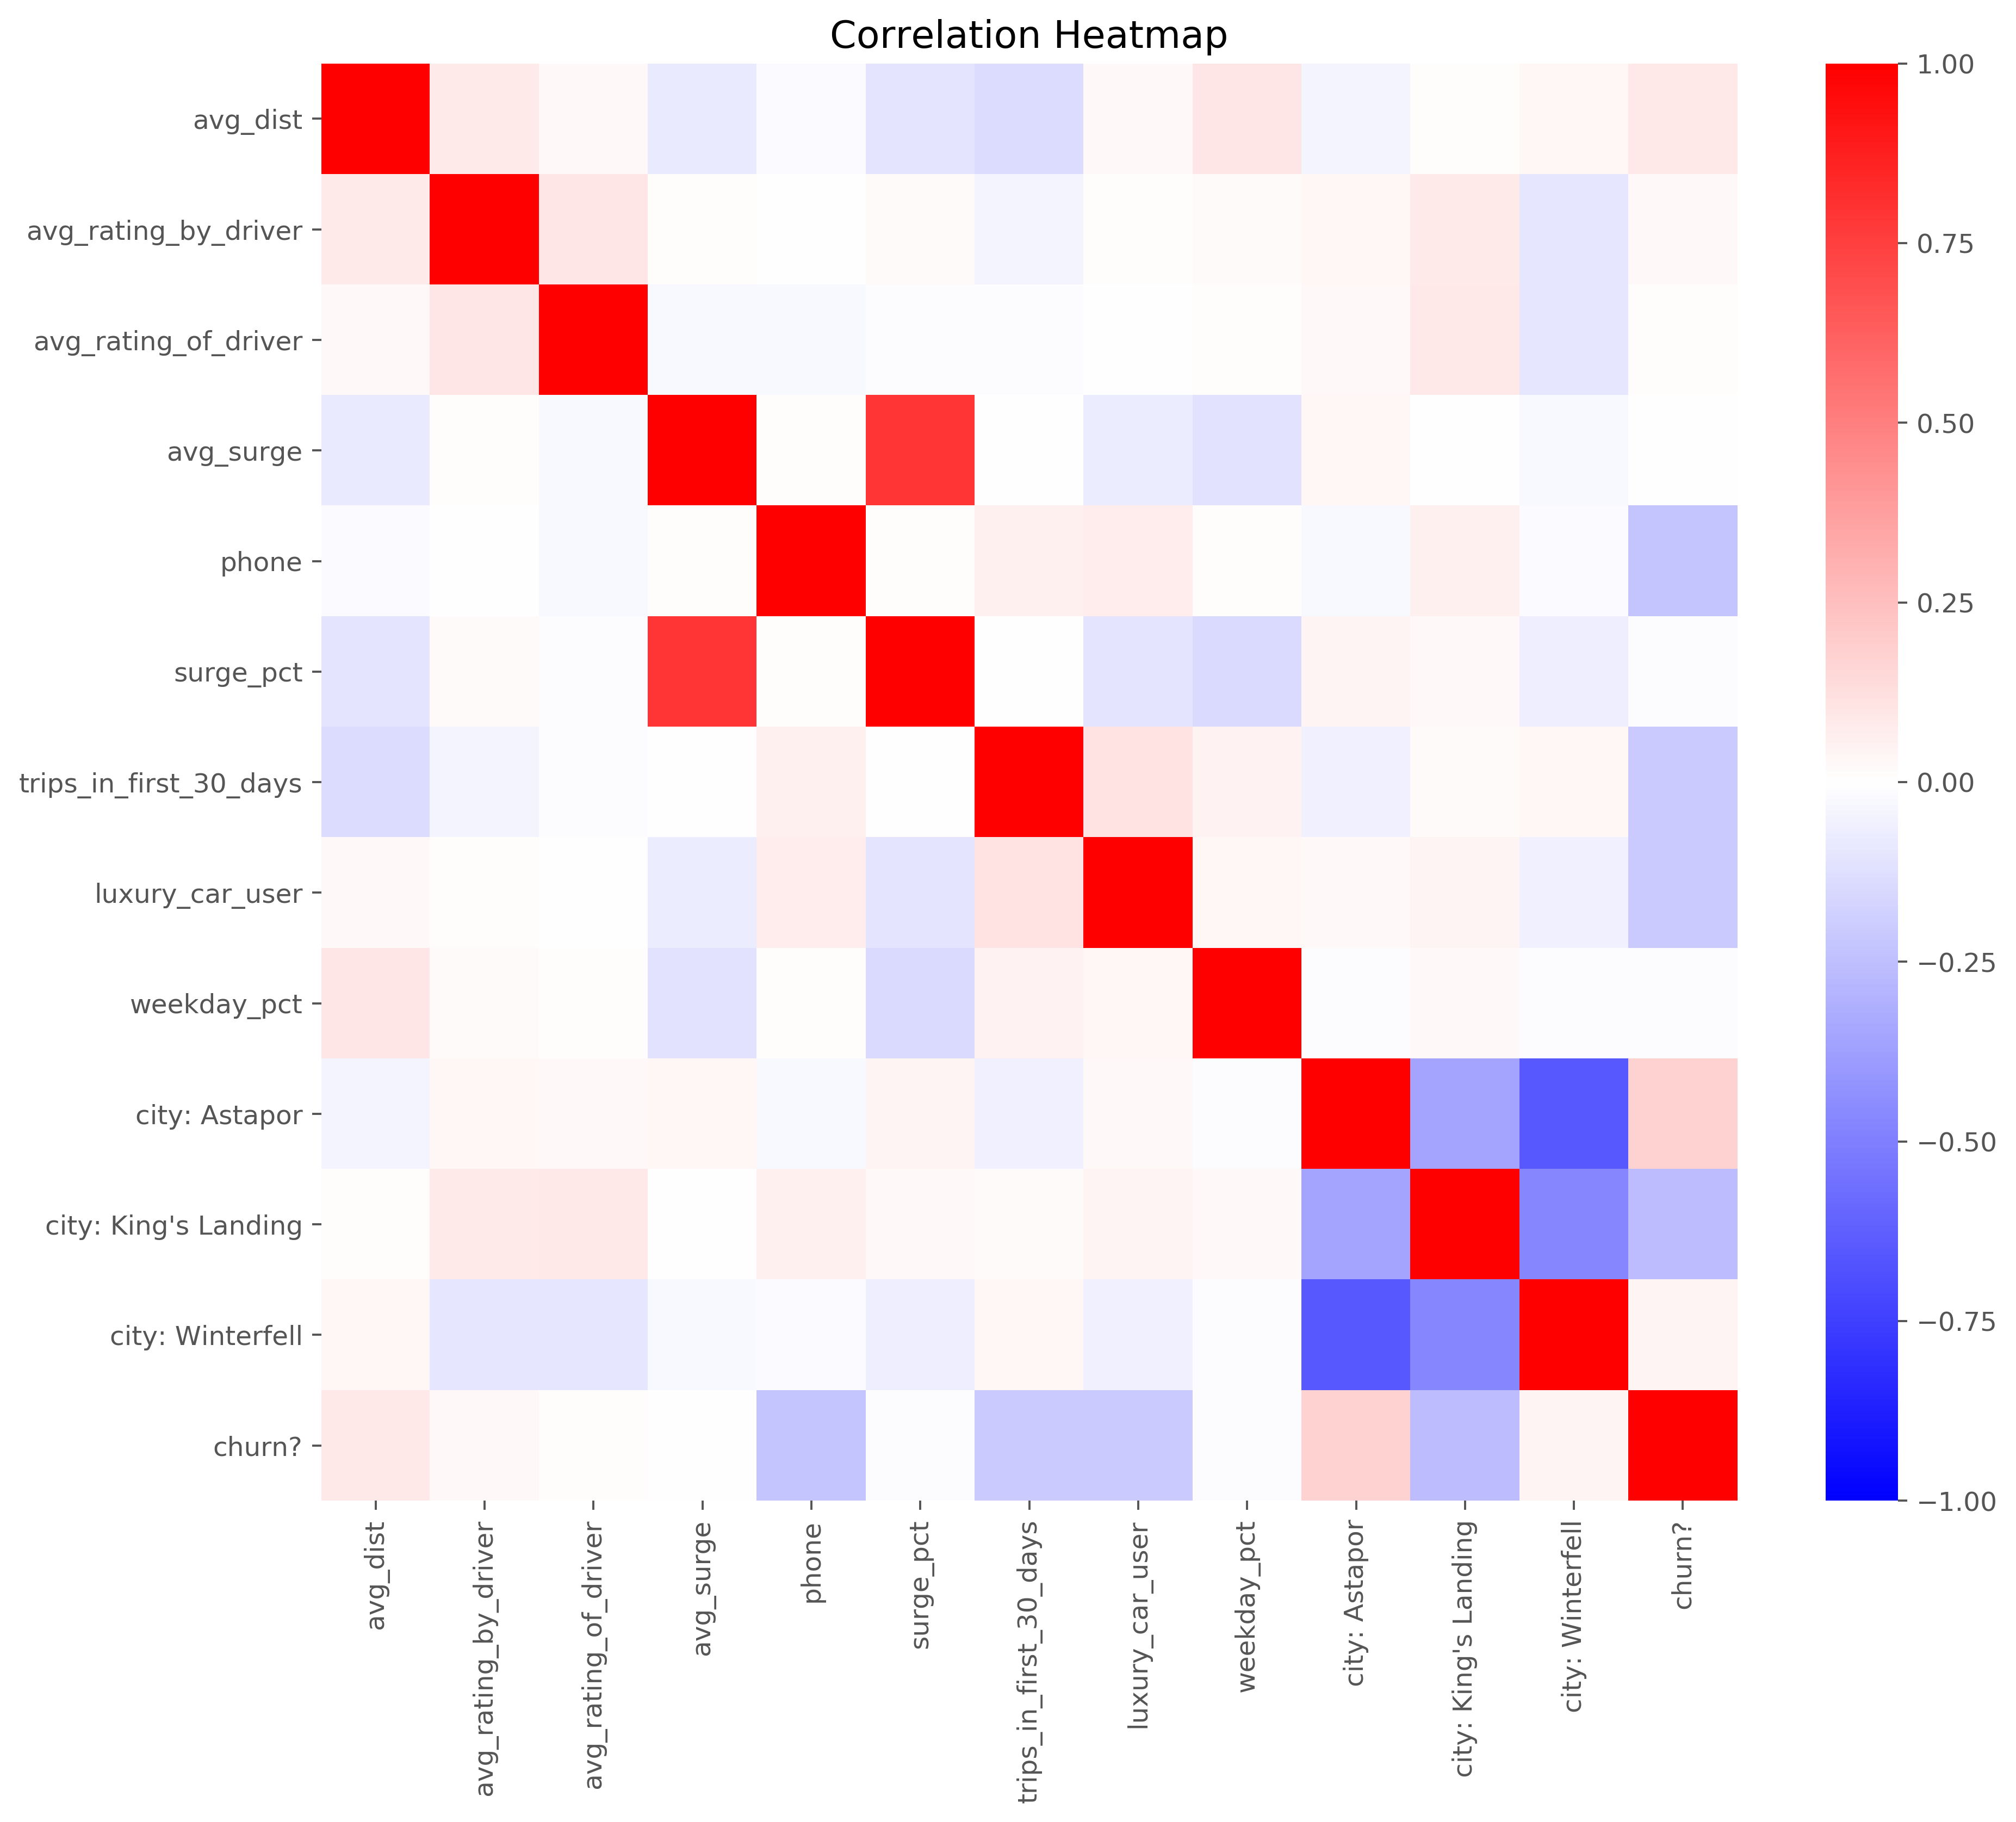 Correlation Heatmap
avg_dist
avg_rating_by_driver
avg_rating_of_driver
avg_surge
phone
surge_pct
trips_in_first_30_days
luxury_car_user
weekday_pct
city: Astapor
city: King's Landing
city: Winterfell
churn?
avg_dist
avg_rating_by_driver
avg_rating_of_driver
avg_surge
phone
surge_pct
trips_in_first_30_days
luxury_car_user
weekday_pct
city: Astapor
city: King's Landing
city: Winterfell
churn?
1.00
0.75
0.50
0.25
0.00
−0.25
−0.50
−0.75
−1.00